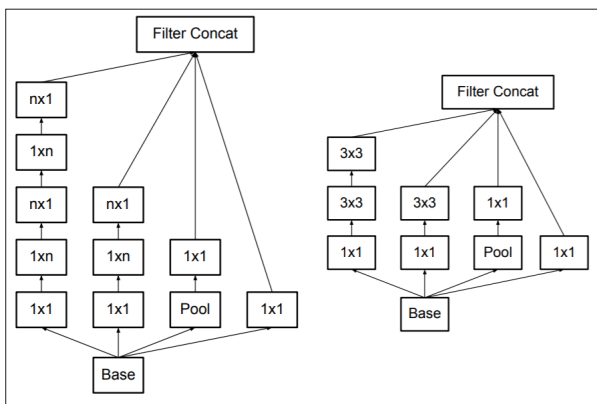 Filter Concat
nx1
1xn
nx1 nx1
1xn 1xn 1x1
1x1 1x1 Pool 1x1
Base
Filter Concat
3x3
3x3 3x3 1x1
1x1 1x1 Pool 1x1
Base